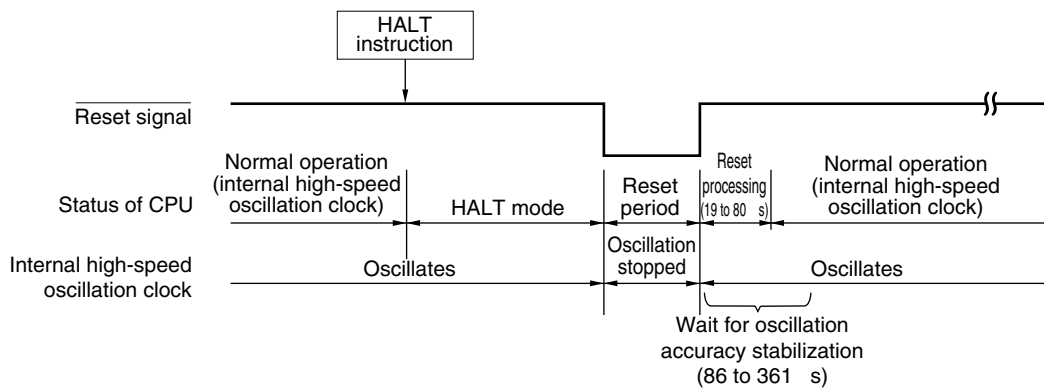 HALT
instruction
Reset signal
Normal operation
(internal high-speed
oscillation clock)
Status of CPU
HALT mode
Reset
period
Reset
processing
(19 to 80 s)
Normal operation
(internal high-speed
oscillation clock)
Internal high-speed
oscillation clock
Oscillates
Oscillation
stopped
Oscillates
Wait for oscillation
accuracy stabilization
(86 to 361 s)